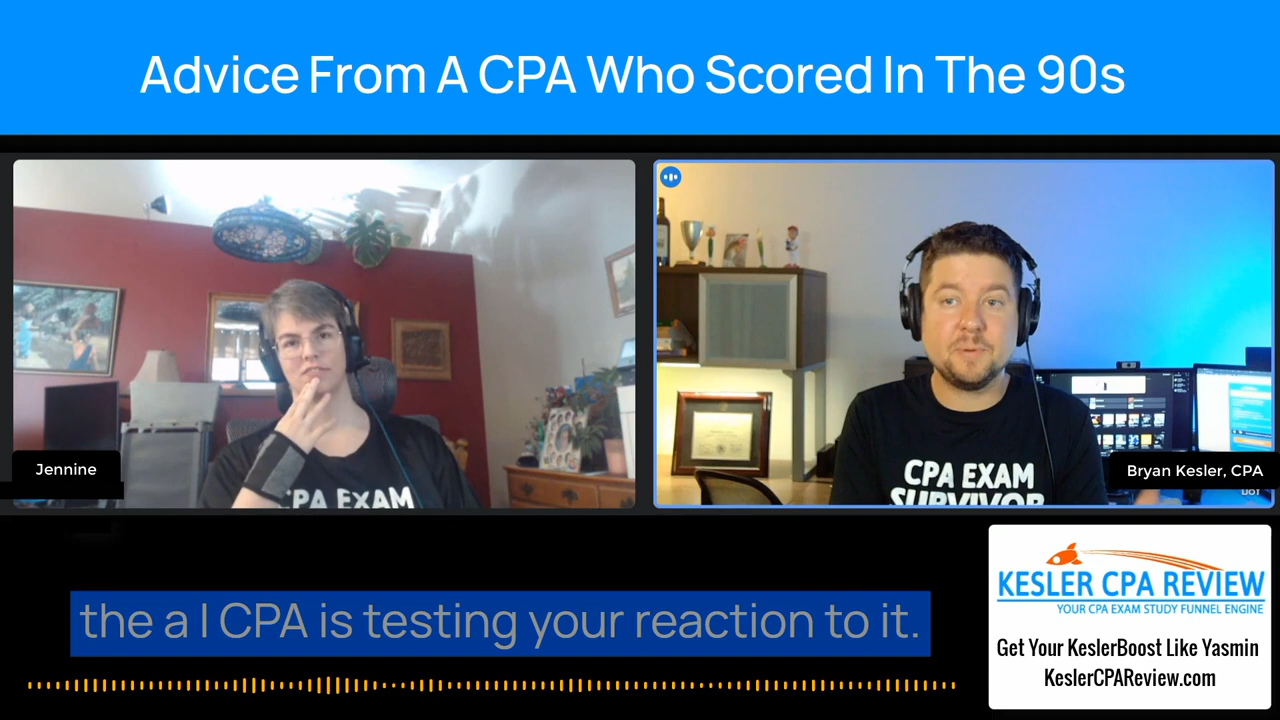 Advice From A CPA Who Scored In The 90s
Jennine
CPA EXAM
CPA EXAM
SURVIVOR
Bryan Kesler, CPA
the a I CPA is testing your reaction to it.
KESLER CPA REVIEW
YOUR CPA EXAM STUDY FUNNEL ENGINE
Get Your KeslerBoost Like Yasmin
KeslerCPAReview.com